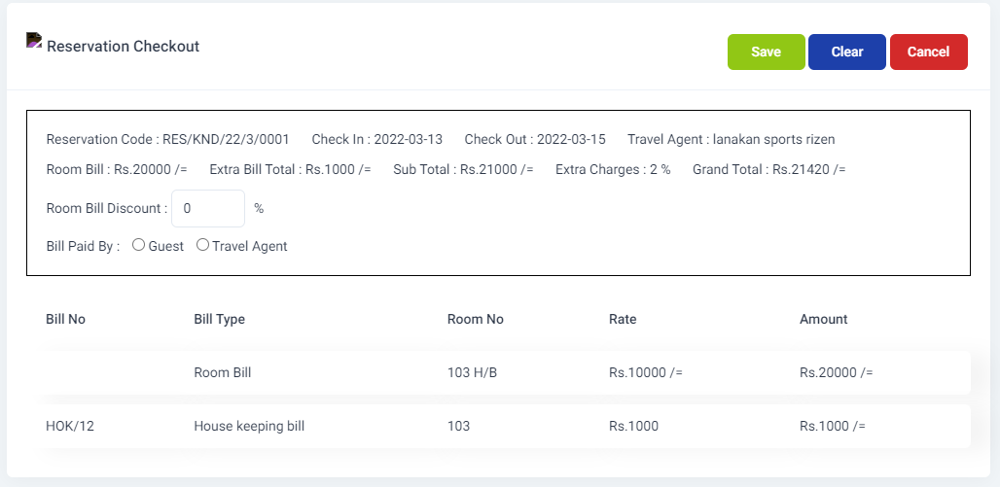 Reservation Checkout
Save Clear Cancel
Reservation Code : RES/KND/22/3/0001 Check In : 2022-03-13 Check Out : 2022-03-15 Travel Agent : lanakan sports rizen
Room Bill : Rs.20000 /= Extra Bill Total : Rs.1000 /= Sub Total : Rs.21000 /= Extra Charges : 2 % Grand Total : Rs.21420 /=
Room Bill Discount : 0 %
Bill Paid By : Guest Travel Agent
Bill No Bill Type Room No Rate Amount
Room Bill 103 H/B Rs.10000 /= Rs.20000 /=
HOK/12 House keeping bill 103 Rs.1000 Rs.1000 /=